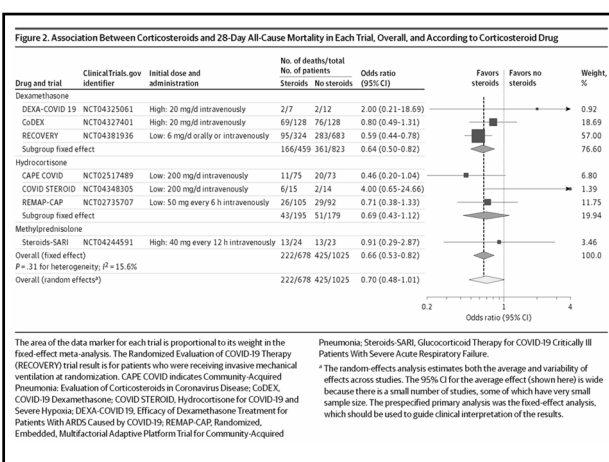 Figure 2. Association Between Corticosteroids and 28-Day All-Cause Mortality in Each Trial, Overall, and According to Corticosteroid Drug
No. of deaths/total
ClinicalTrials.gov Initial dose and No. of patients Odds ratio Favors Favors no Weight,
Drug and trial identifier administration Steroids No steroids (95% CI) steroids steroids %
Dexamethasone
DEXA-COVID 19 NCT04325061 High: 20 mg/d intravenously 2/7 2/12 2.00 (0.21-18.69) 0.92
CoDEX NCT04327401 High: 20 mg/d intravenously 69/128 76/128 0.80 (0.49-1.31) 18.69
RECOVERY NCT04381936 Low: 6 mg/d orally or intravenously 95/324 283/683 0.59 (0.44-0.78) 57.00
Subgroup fixed effect 166/459 361/823 0.64 (0.50-0.82) 76.60
Hydrocortisone
CAPE COVID NCT02517489 Low: 200 mg/d intravenously 11/75 20/73 0.46 (0.20-1.04) 6.80
COVID STEROID NCT04348305 Low: 200 mg/d intravenously 6/15 2/14 4.00 (0.65-24.66) 1.39
REMAP-CAP NCT02735707 Low: 50 mg every 6 h intravenously 26/105 29/92 0.71 (0.38-1.33) 11.75
Subgroup fixed effect 43/195 51/179 0.69 (0.43-1.12) 19.94
Methylprednisolone
Steroids-SARI NCT04244591 High: 40 mg every 12 h intravenously 13/24 13/23 0.91 (0.29-2.87) 3.46
Overall (fixed effect) 222/678 425/1025 0.66 (0.53-0.82) 100.0
P = .31 for heterogeneity; I² = 15.6%
Overall (random effectsᵃ) 222/678 425/1025 0.70 (0.48-1.01)
0.2 1 4
Odds ratio (95% CI)
The area of the data marker for each trial is proportional to its weight in the
fixed-effect meta-analysis. The Randomized Evaluation of COVID-19 Therapy
(RECOVERY) trial result is for patients who were receiving invasive mechanical
ventilation at randomization. CAPE COVID indicates Community-Acquired
Pneumonia: Evaluation of Corticosteroids in Coronavirus Disease; CoDEX,
COVID-19 Dexamethasone; COVID STEROID, Hydrocortisone for COVID-19 and
Severe Hypoxia; DEXA-COVID 19, Efficacy of Dexamethasone Treatment for
Patients With ARDS Caused by COVID-19; REMAP-CAP, Randomized,
Embedded, Multifactorial Adaptive Platform Trial for Community-Acquired
Pneumonia; Steroids-SARI, Glucocorticoid Therapy for COVID-19 Critically Ill
Patients With Severe Acute Respiratory Failure.
ᵃ The random-effects analysis estimates both the average and variability of
effects across studies. The 95% CI for the average effect (shown here) is wide
because there is a small number of studies, some of which have very small
sample size. The prespecified primary analysis was the fixed-effect analysis,
which should be used to guide clinical interpretation of the results.